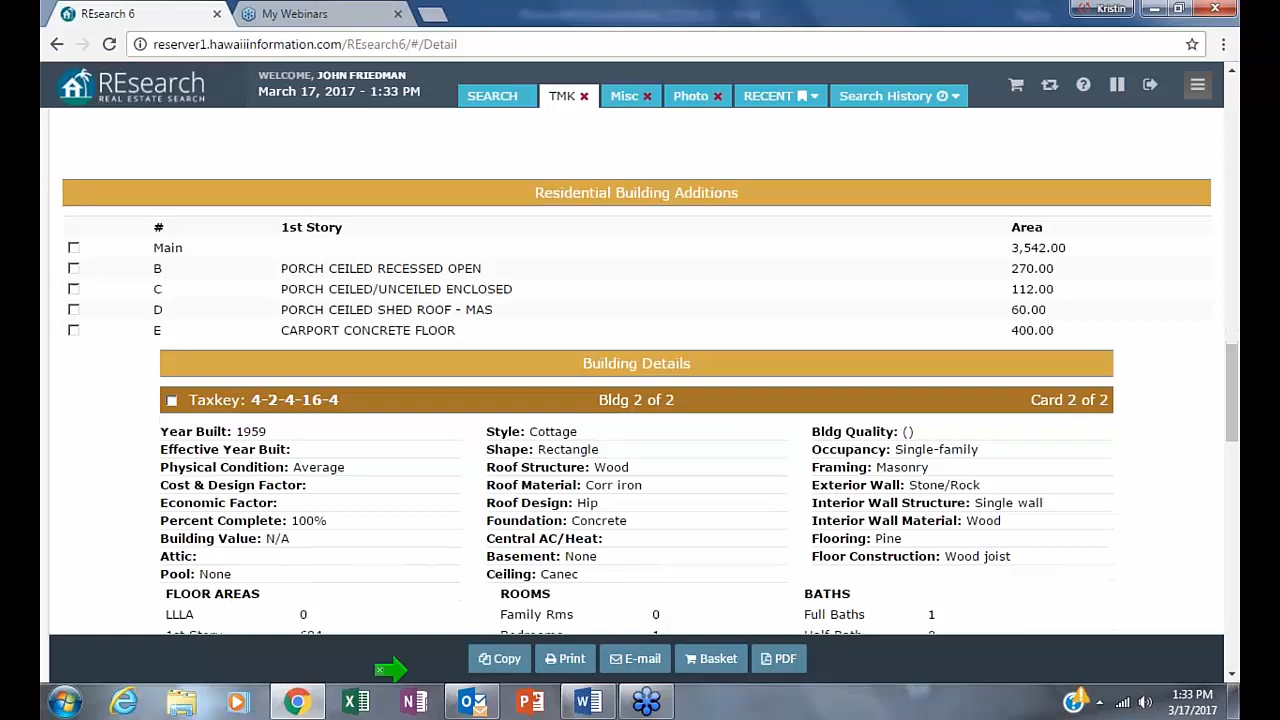 REsearch 6
My Webinars
Kristin
reserver1.hawaiiinformation.com/REsearch6/#/Detail
REsearch
REAL ESTATE SEARCH
WELCOME, JOHN FRIEDMAN
March 17, 2017 - 1:33 PM
SEARCH TMK Misc Photo RECENT Search History
Residential Building Additions
# 1st Story Area
Main 3,542.00
B PORCH CEILED RECESSED OPEN 270.00
C PORCH CEILED/UNCEILED ENCLOSED 112.00
D PORCH CEILED SHED ROOF - MAS 60.00
E CARPORT CONCRETE FLOOR 400.00
Building Details
Taxkey: 4-2-4-16-4 Bldg 2 of 2 Card 2 of 2
Year Built: 1959 Style: Cottage Bldg Quality: ()
Effective Year Buit: Shape: Rectangle Occupancy: Single-family
Physical Condition: Average Roof Structure: Wood Framing: Masonry
Cost & Design Factor: Roof Material: Corr iron Exterior Wall: Stone/Rock
Economic Factor: Roof Design: Hip Interior Wall Structure: Single wall
Percent Complete: 100% Foundation: Concrete Interior Wall Material: Wood
Building Value: N/A Central AC/Heat: Flooring: Pine
Attic: Basement: None Floor Construction: Wood joist
Pool: None Ceiling: Canec
FLOOR AREAS ROOMS BATHS
LLLA 0 Family Rms 0 Full Baths 1
Copy Print E-mail Basket PDF
1:33 PM
3/17/2017